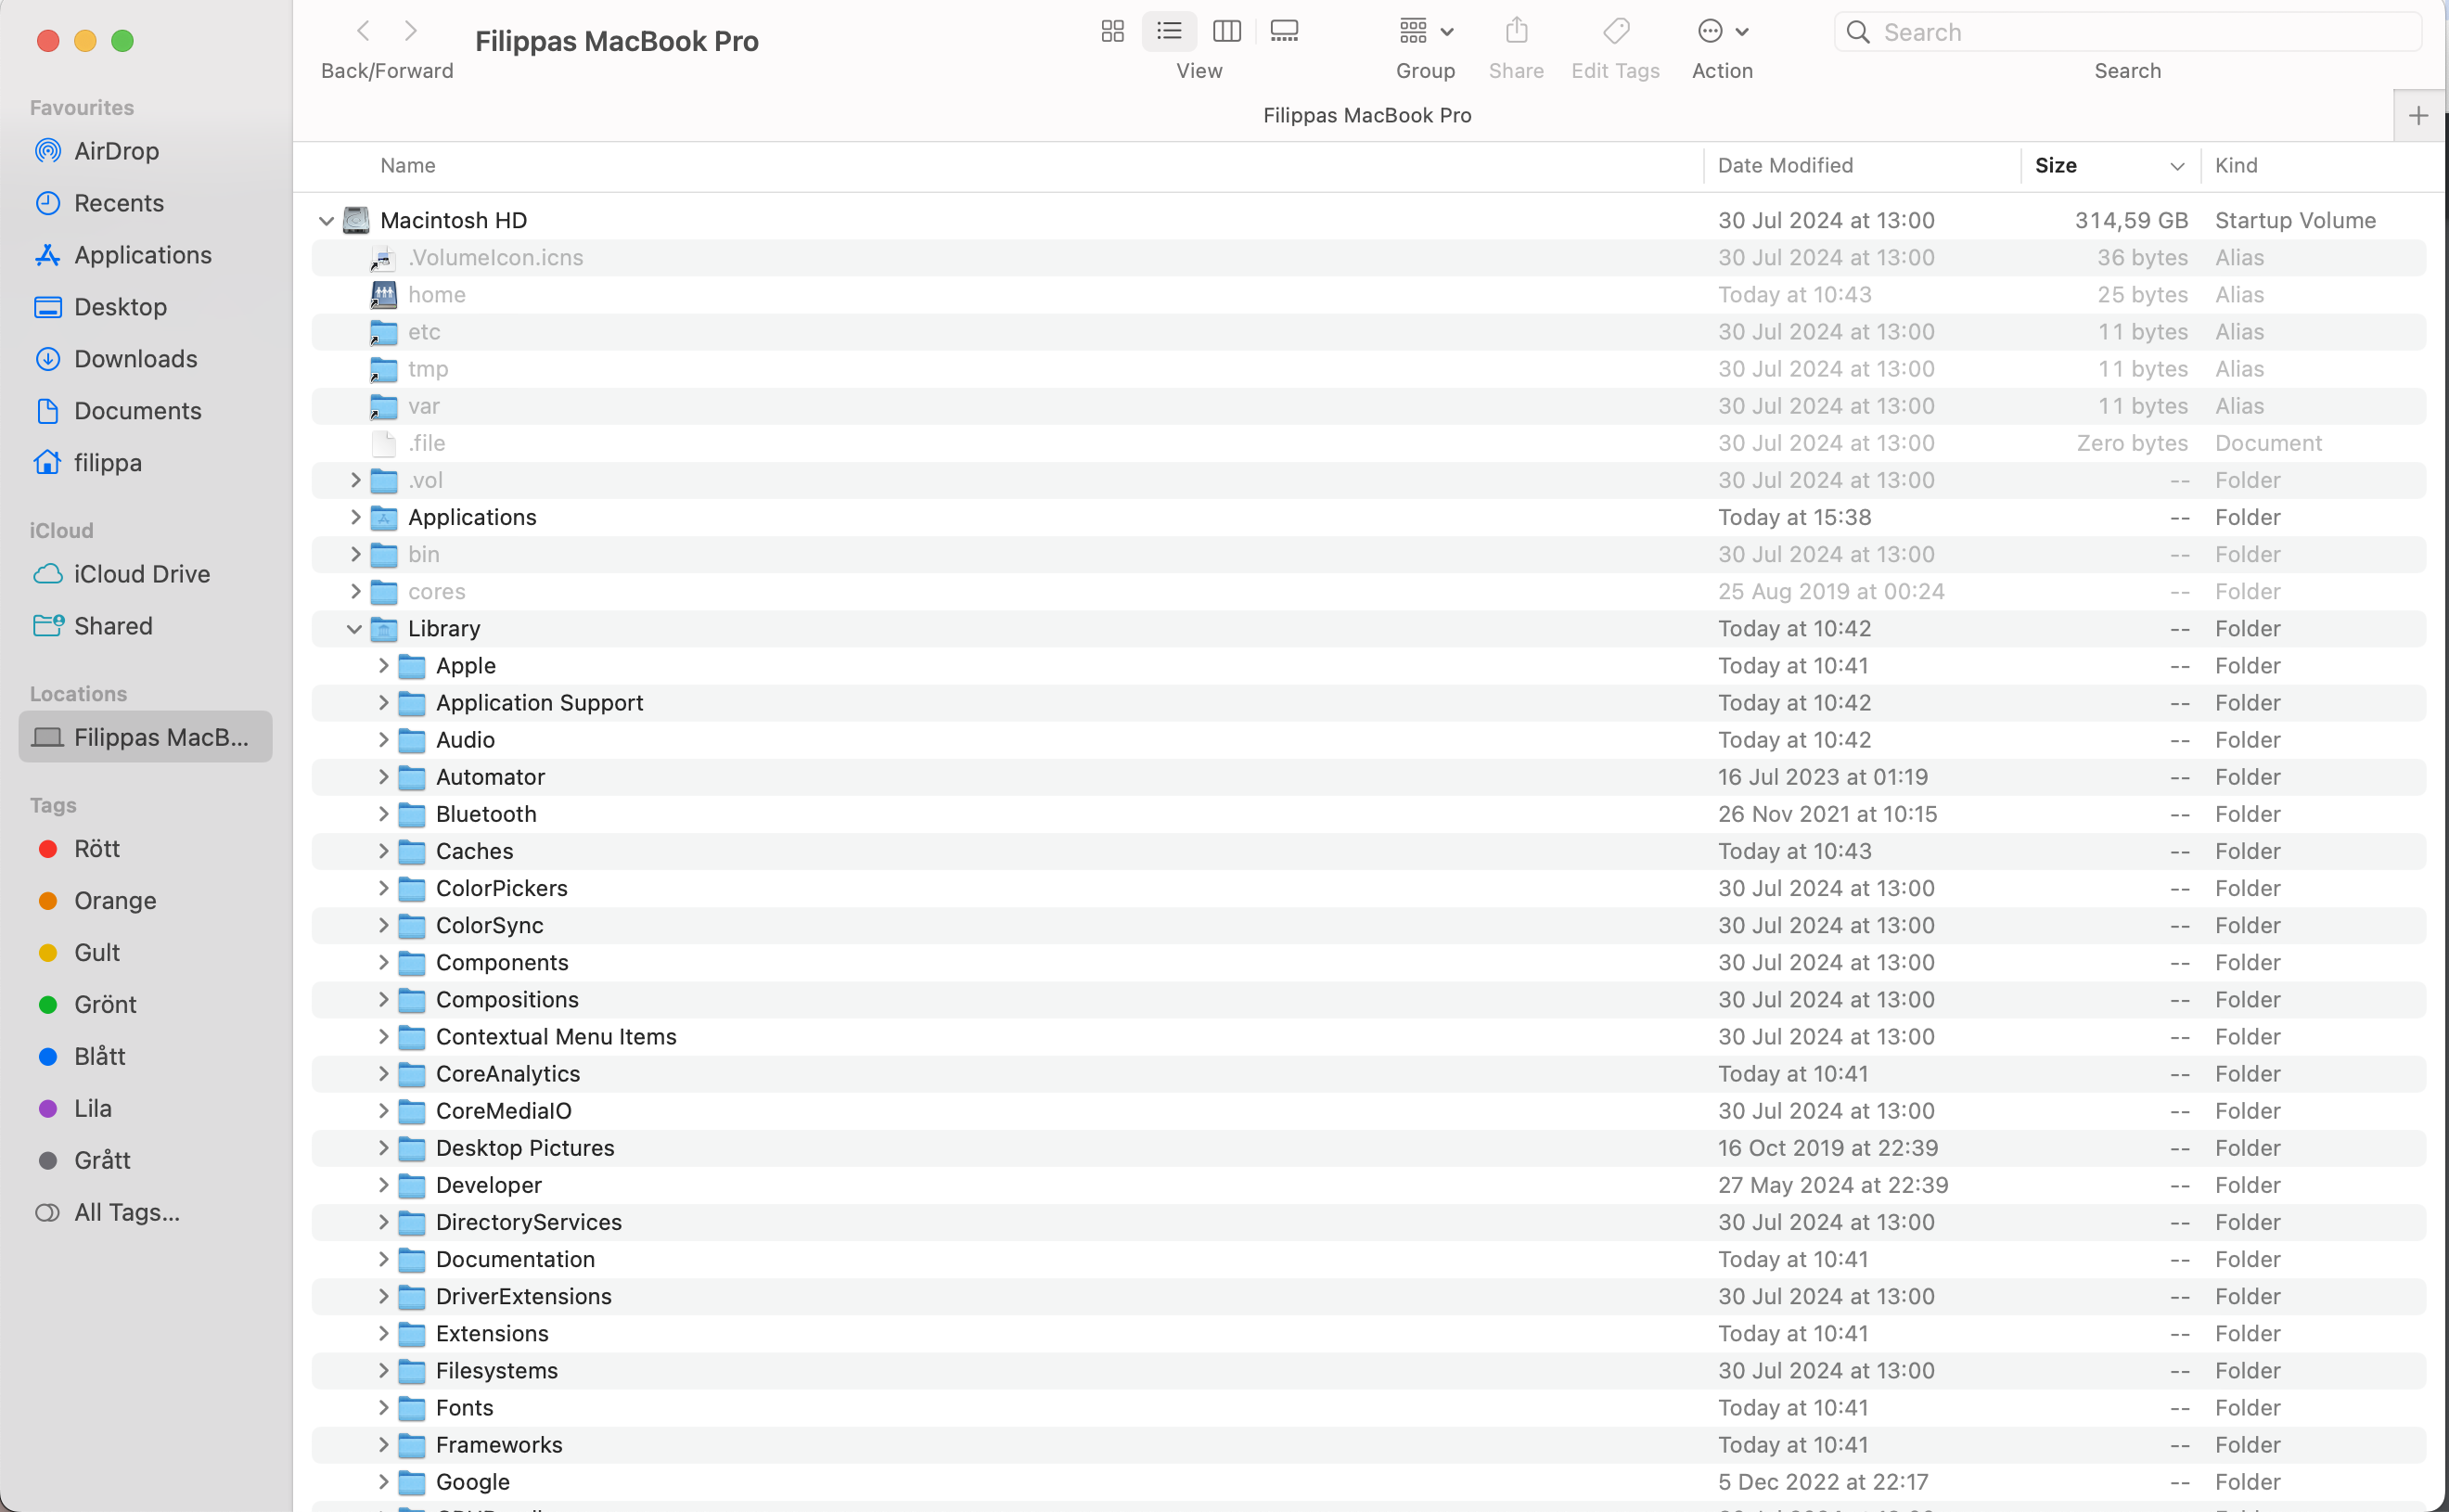 Filippas MacBook Pro
Back/Forward
View
Group
Share
Edit Tags
Action
Search
Search
Filippas MacBook Pro
Favourites
AirDrop
Recents
Applications
Desktop
Downloads
Documents
filippa
iCloud
iCloud Drive
Shared
Locations
Filippas MacB...
Tags
Rött
Orange
Gult
Grönt
Blått
Lila
Grått
All Tags...
Name Date Modified Size Kind
Macintosh HD 30 Jul 2024 at 13:00 314,59 GB Startup Volume
.VolumeIcon.icns 30 Jul 2024 at 13:00 36 bytes Alias
home Today at 10:43 25 bytes Alias
etc 30 Jul 2024 at 13:00 11 bytes Alias
tmp 30 Jul 2024 at 13:00 11 bytes Alias
var 30 Jul 2024 at 13:00 11 bytes Alias
.file 30 Jul 2024 at 13:00 Zero bytes Document
.vol 30 Jul 2024 at 13:00 -- Folder
Applications Today at 15:38 -- Folder
bin 30 Jul 2024 at 13:00 -- Folder
cores 25 Aug 2019 at 00:24 -- Folder
Library Today at 10:42 -- Folder
Apple Today at 10:41 -- Folder
Application Support Today at 10:42 -- Folder
Audio Today at 10:42 -- Folder
Automator 16 Jul 2023 at 01:19 -- Folder
Bluetooth 26 Nov 2021 at 10:15 -- Folder
Caches Today at 10:43 -- Folder
ColorPickers 30 Jul 2024 at 13:00 -- Folder
ColorSync 30 Jul 2024 at 13:00 -- Folder
Components 30 Jul 2024 at 13:00 -- Folder
Compositions 30 Jul 2024 at 13:00 -- Folder
Contextual Menu Items 30 Jul 2024 at 13:00 -- Folder
CoreAnalytics Today at 10:41 -- Folder
CoreMediaIO 30 Jul 2024 at 13:00 -- Folder
Desktop Pictures 16 Oct 2019 at 22:39 -- Folder
Developer 27 May 2024 at 22:39 -- Folder
DirectoryServices 30 Jul 2024 at 13:00 -- Folder
Documentation Today at 10:41 -- Folder
DriverExtensions 30 Jul 2024 at 13:00 -- Folder
Extensions Today at 10:41 -- Folder
Filesystems 30 Jul 2024 at 13:00 -- Folder
Fonts Today at 10:41 -- Folder
Frameworks Today at 10:41 -- Folder
Google 5 Dec 2022 at 22:17 -- Folder